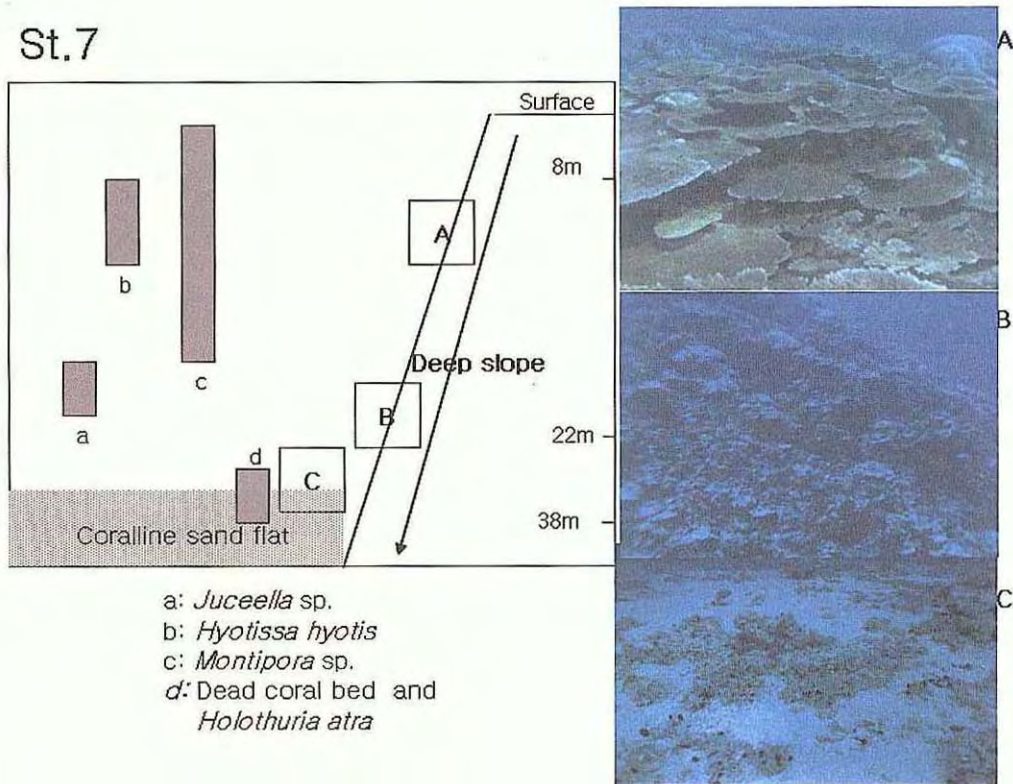 St.7
Surface
A
8m
b
A
c
Deep slope
B
a
B
22m
d
C
38m
Coralline sand flat
a: Juceella sp.
b: Hyotissa hyotis
c: Montipora sp.
d: Dead coral bed and
Holothuria atra
C